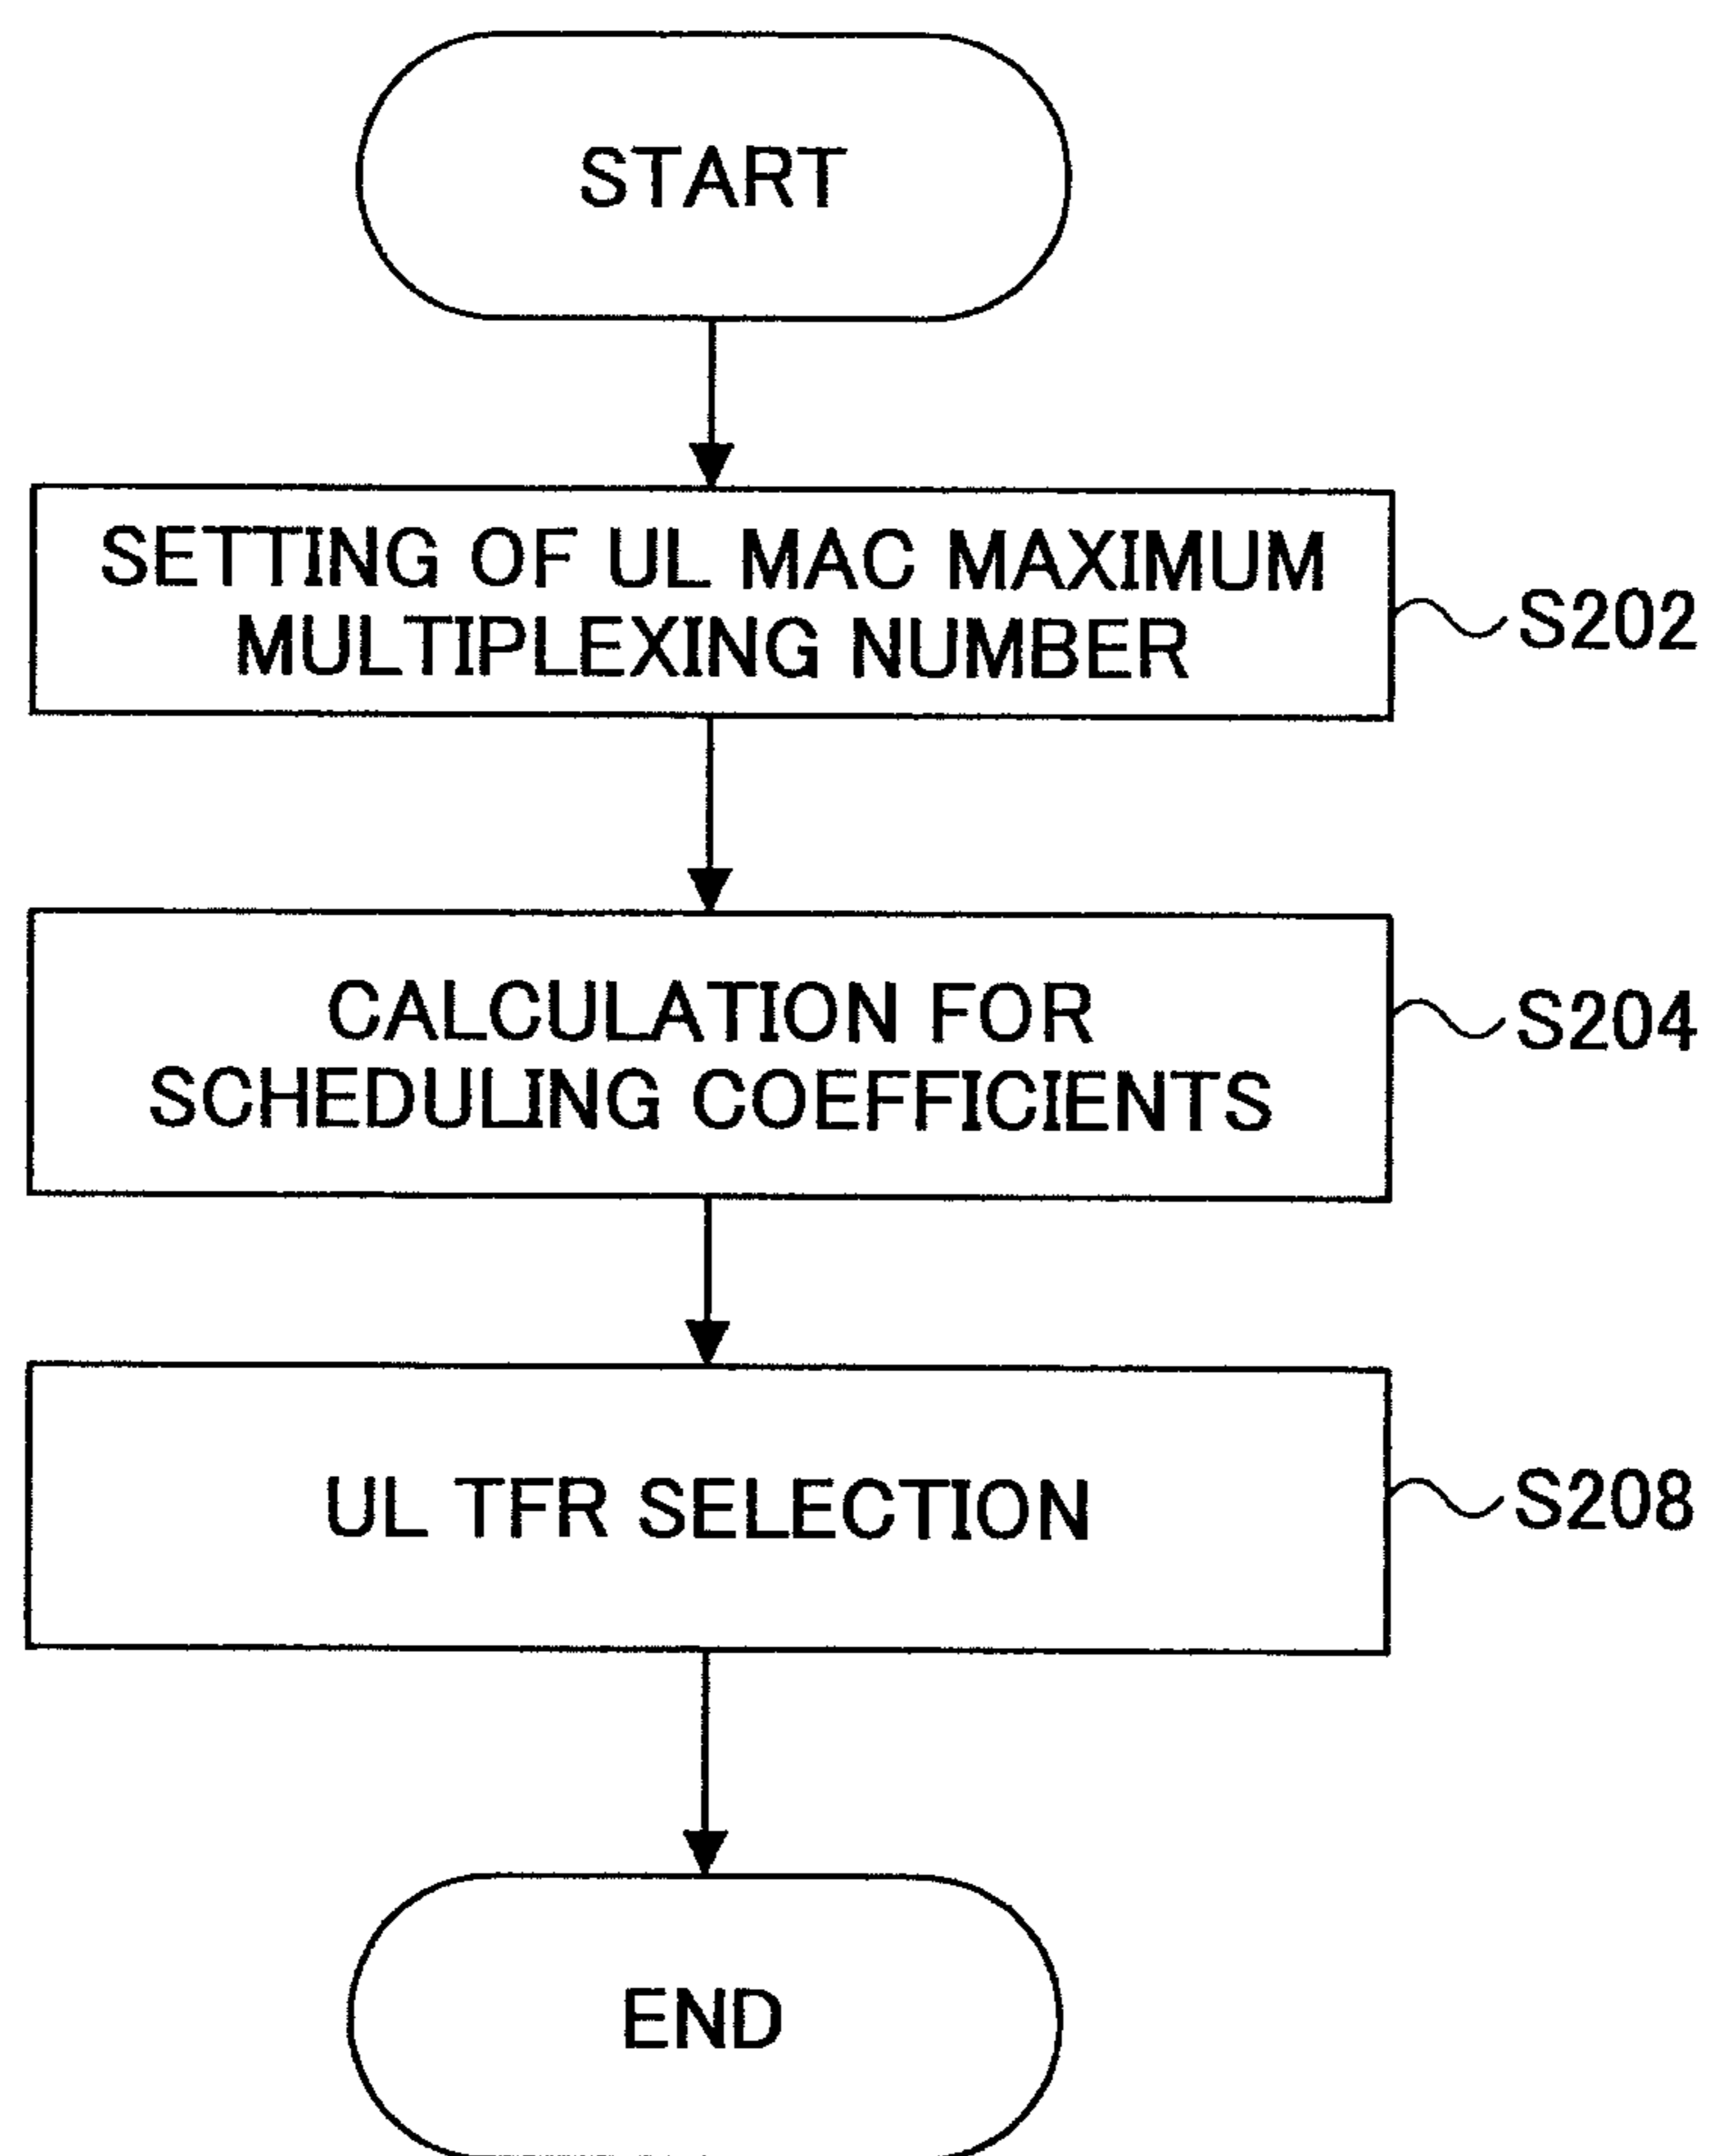 START
SETTING OF UL MAC MAXIMUM
MULTIPLEXING NUMBER
S202
CALCULATION FOR
SCHEDULING COEFFICIENTS
S204
UL TFR SELECTION
S208
END